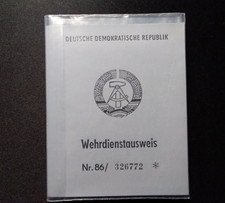 DEUTSCHE DEMOKRATISCHE REPUBLIK
Wehrdienstausweis
Nr. 86/ 326772 *